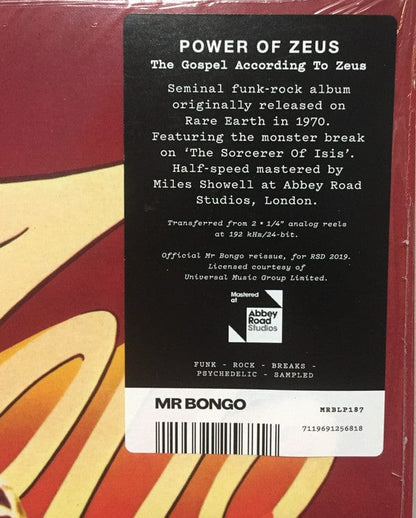 POWER OF ZEUS
The Gospel According To Zeus
Seminal funk-rock album
originally released on
Rare Earth in 1970.
Featuring the monster break
on ‘The Sorcerer Of Isis’.
Half-speed mastered by
Miles Showell at Abbey Road
Studios, London.
Transferred from 2 * 1/4" analog reels
at 192 kHs/24-bit.
Official Mr Bongo reissue, for RSD 2019.
Licensed courtesy of
Universal Music Group Limited.
Mastered
at
Abbey
Road
Studios
FUNK - ROCK - BREAKS -
PSYCHEDELIC - SAMPLED
MR BONGO
MRBLP187
7119691256818